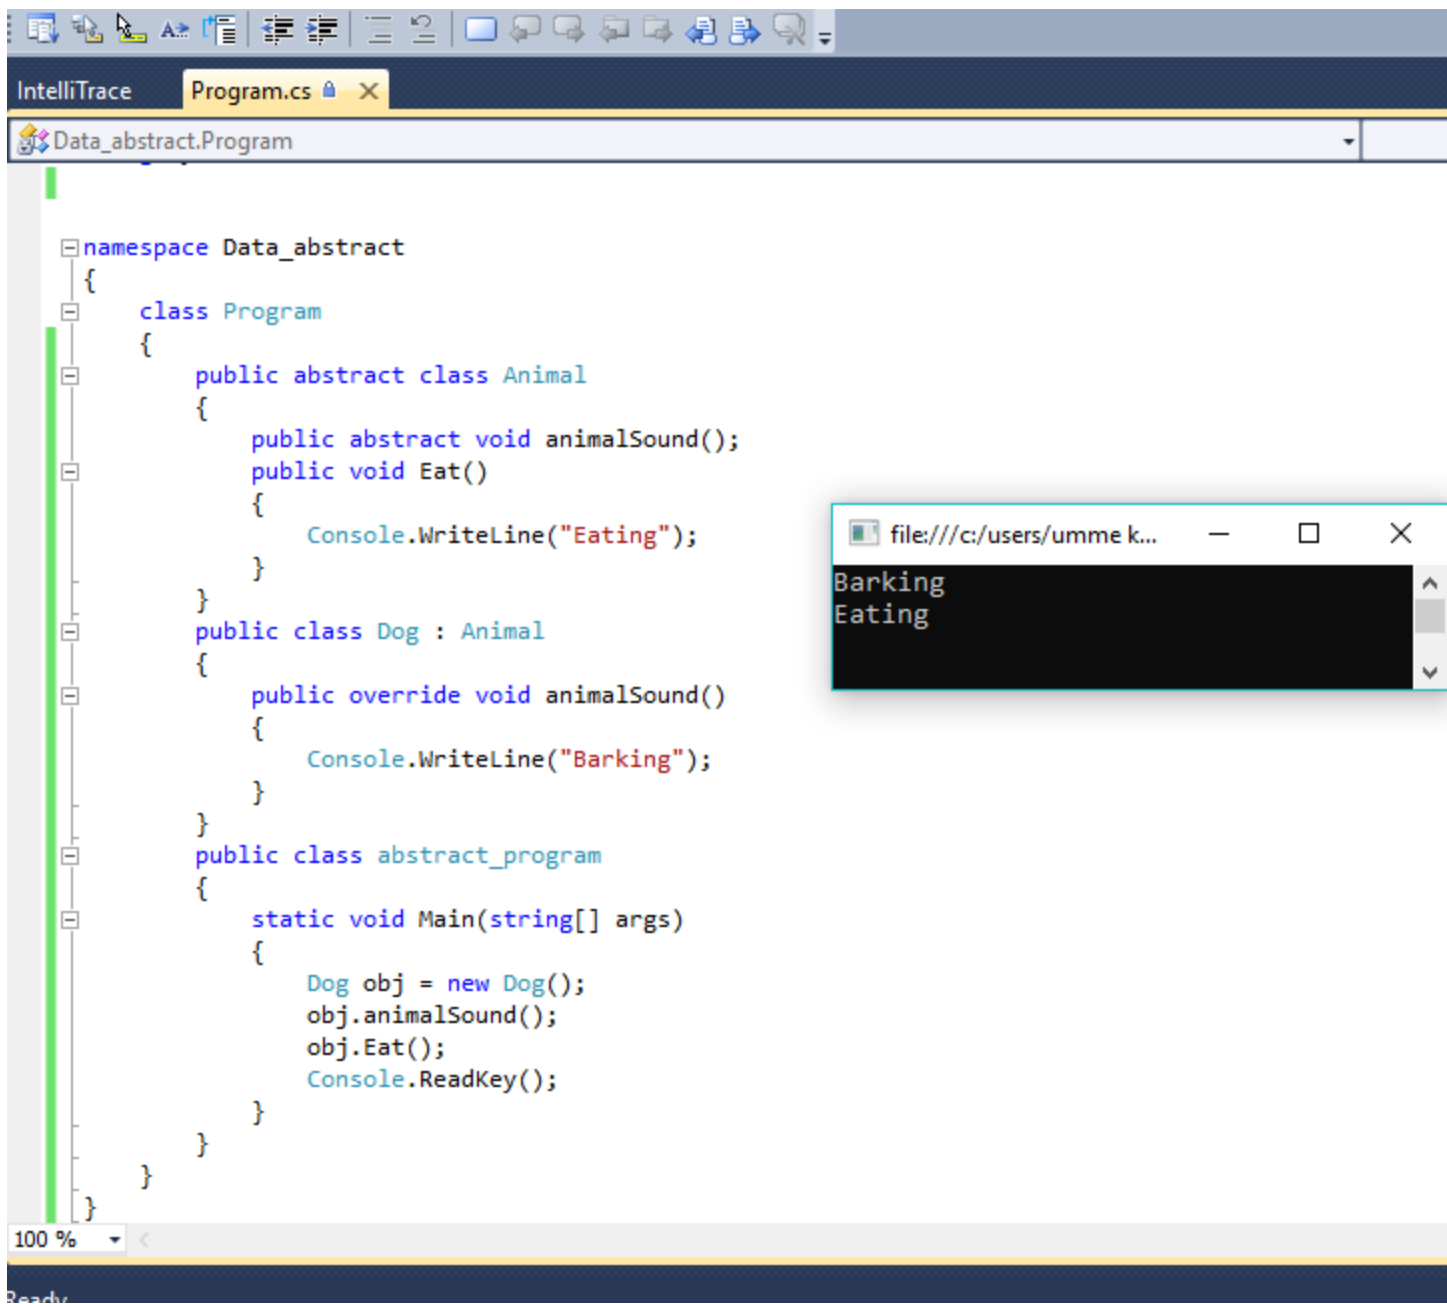 IntelliTrace
Program.cs
Data_abstract.Program
namespace Data_abstract
{
class Program
{
public abstract class Animal
{
public abstract void animalSound();
public void Eat()
{
Console.WriteLine("Eating");
}
}
public class Dog : Animal
{
public override void animalSound()
{
Console.WriteLine("Barking");
}
}
public class abstract_program
{
static void Main(string[] args)
{
Dog obj = new Dog();
obj.animalSound();
obj.Eat();
Console.ReadKey();
}
}
}
}
file:///c:/users/umme k...
Barking
Eating
100 %
Ready